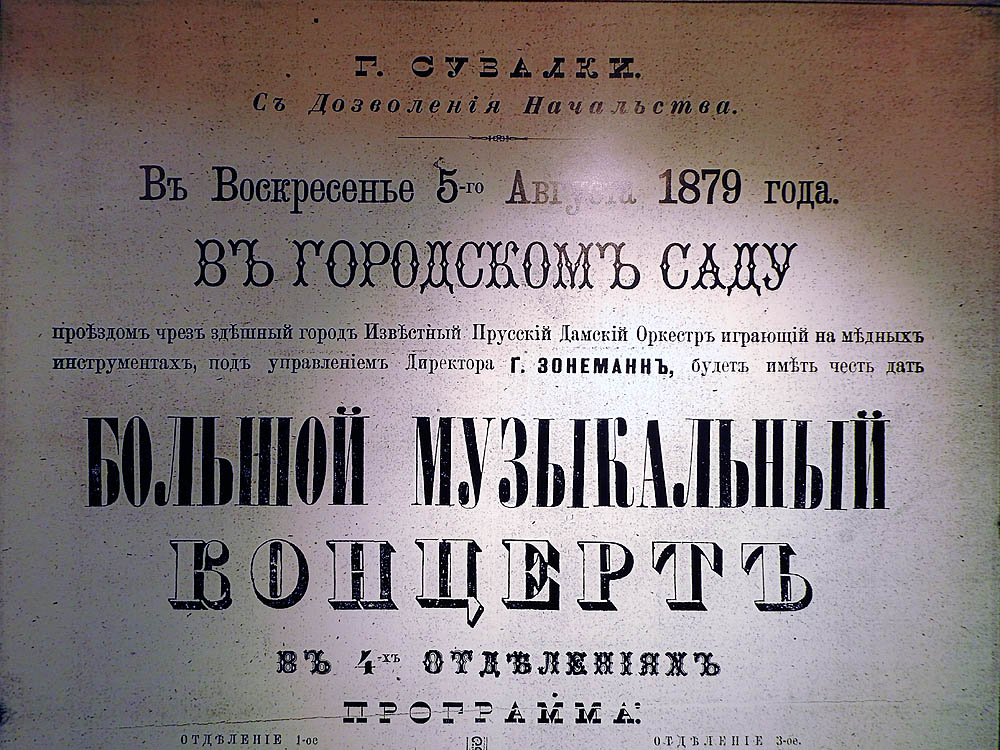 Г. СУВАЛКИ.
Съ Дозволенія Начальства.
Въ Воскресенье 5-го Августа 1879 года.
ВЪ ГОРОДСКОМЪ САДУ
проѣздомъ чрезъ здѣшный городъ Извѣстный Прусскій Дамскій Оркестръ играющій на мѣдныхъ
инструментахъ, подъ управленіемъ Директора Г. ЗОНЕМАННЪ, будетъ имѣть честь дать
БОЛЬШОЙ МУЗЫКАЛЬНЫЙ
КОНЦЕРТЪ
ВЪ 4-хъ ОТДѢЛЕНІЯХЪ
ПРОГРАММА:
ОТДѢЛЕНІЕ 1-ое ОТДѢЛЕНІЕ 3-ое.